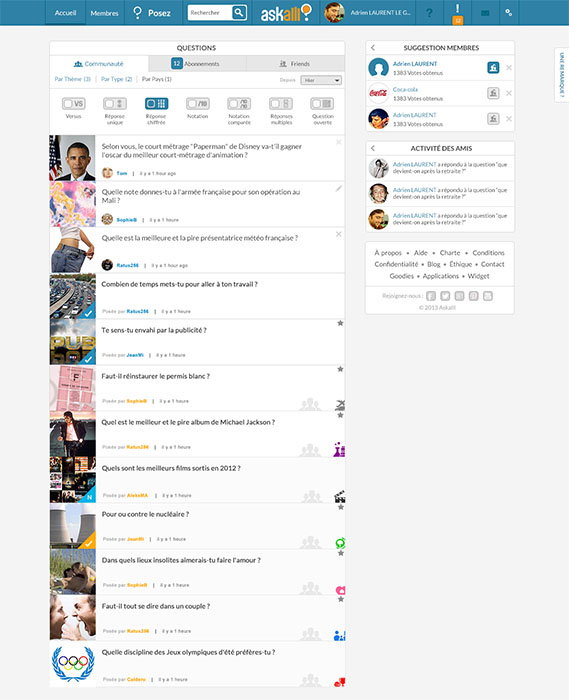 Accueil
Membres
Posez
Rechercher
askall!
Adrien LAURENT LE G...
?
!
12
UNE REMARQUE ?
QUESTIONS
Communauté
12 Abonnements
Friends
Par Thème (3) | Par Type (2) | Par Pays (1)
Depuis Hier
VS
/10
/10
Versus
Réponse unique
Réponse chiffrée
Notation
Notation comparée
Réponses multiples
Question ouverte
Selon vous, le court métrage "Paperman" de Disney va-t'il gagner
l'oscar du meilleur court-métrage d'animation ?
Tom | il y a 1 hour ago
Quelle note donnes-tu à l'armée française pour son opération au
Mali ?
SophieB | il y a 1 heure
Quelle est la meilleure et la pire présentatrice météo française ?
Ratus286 | il y a 1 hour ago
Combien de temps mets-tu pour aller à ton travail ?
Posée par Ratus286 | il y a 1 heure
PUB
Te sens-tu envahi par la publicité ?
Posée par JeanMi | il y a 1 heure
F
Faut-il réinstaurer le permis blanc ?
Posée par SophieB | il y a 1 heure
Quel est le meilleur et le pire album de Michael Jackson ?
Posée par Ratus286 | il y a 1 heure
N
Quels sont les meilleurs films sortis en 2012 ?
Posée par AleksMA | il y a 1 heure
Pour ou contre le nucléaire ?
Posée par JeanMi | il y a 1 heure
Dans quels lieux insolites aimerais-tu faire l'amour ?
Posée par SophieB | il y a 1 heure
Faut-il tout se dire dans un couple ?
Posée par Ratus286 | il y a 1 heure
Quelle discipline des Jeux olympiques d'été préfères-tu ?
Posée par Goldoro | il y a 1 heure
SUGGESTION MEMBRES
Adrien LAURENT
1383 Votes obtenus
Coca-Cola
Coca-cola
1383 Votes obtenus
Adrien LAURENT
1383 Votes obtenus
ACTIVITÉ DES AMIS
Adrien LAURENT a répondu à la question "que
devient-on après la retraite ?"
Adrien LAURENT a répondu à la question "que
devient-on après la retraite ?"
Adrien LAURENT a répondu à la question "que
devient-on après la retraite ?"
À propos • Aide • Charte • Conditions
Confidentialité • Blog • Éthique • Contact
Goodies • Applications • Widget
Rejoignez-nous :
© 2013 Askalll